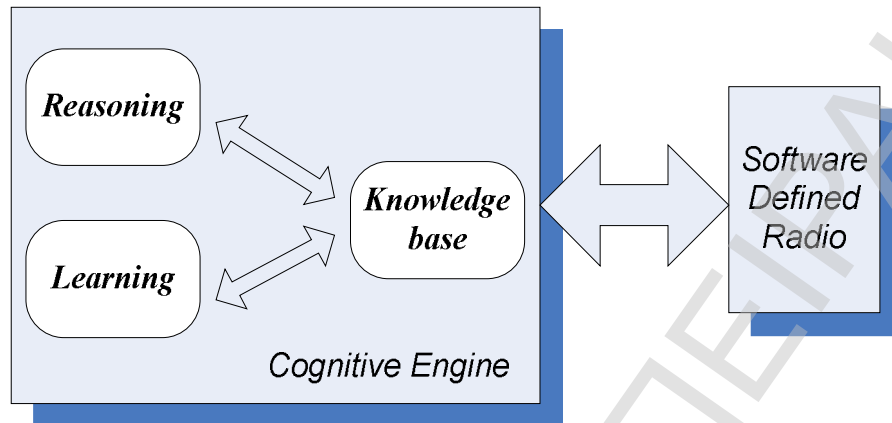 Reasoning
Learning
Knowledge
base
Cognitive Engine
Software
Defined
Radio